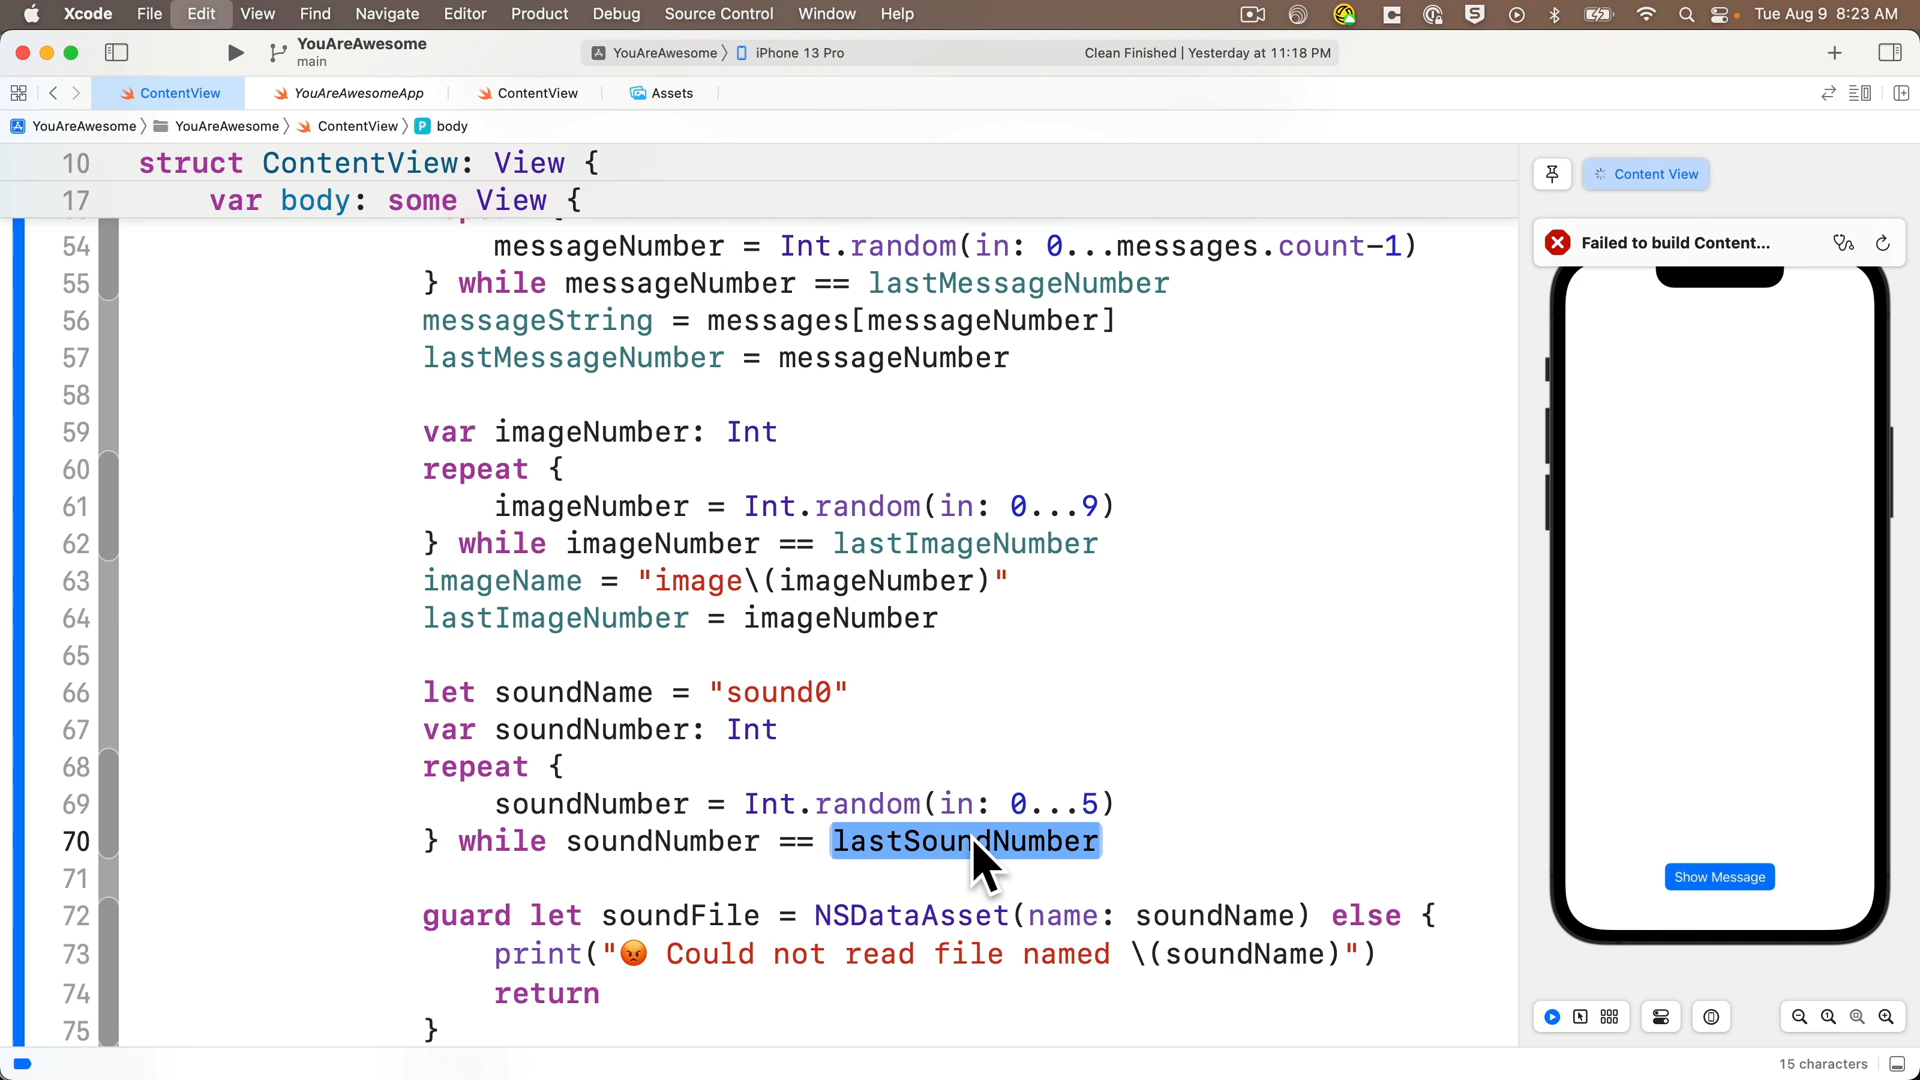 Xcode File Edit View Find Navigate Editor Product Debug Source Control Window Help Tue Aug 9 8:23 AM
YouAreAwesome
main
YouAreAwesome 〉 iPhone 13 Pro
Clean Finished | Yesterday at 11:18 PM
ContentView YouAreAwesomeApp ContentView Assets
YouAreAwesome 〉 YouAreAwesome 〉 ContentView 〉 P body
10 struct ContentView: View {
17 var body: some View {
54 messageNumber = Int.random(in: 0...messages.count-1)
55 } while messageNumber == lastMessageNumber
56 messageString = messages[messageNumber]
57 lastMessageNumber = messageNumber
58
59 var imageNumber: Int
60 repeat {
61 imageNumber = Int.random(in: 0...9)
62 } while imageNumber == lastImageNumber
63 imageName = "image\(imageNumber)"
64 lastImageNumber = imageNumber
65
66 let soundName = "sound0"
67 var soundNumber: Int
68 repeat {
69 soundNumber = Int.random(in: 0...5)
70 } while soundNumber == lastSoundNumber
71
72 guard let soundFile = NSDataAsset(name: soundName) else {
73 print("😡 Could not read file named \(soundName)")
74 return
75 }
Content View
Failed to build Content...
Show Message
15 characters